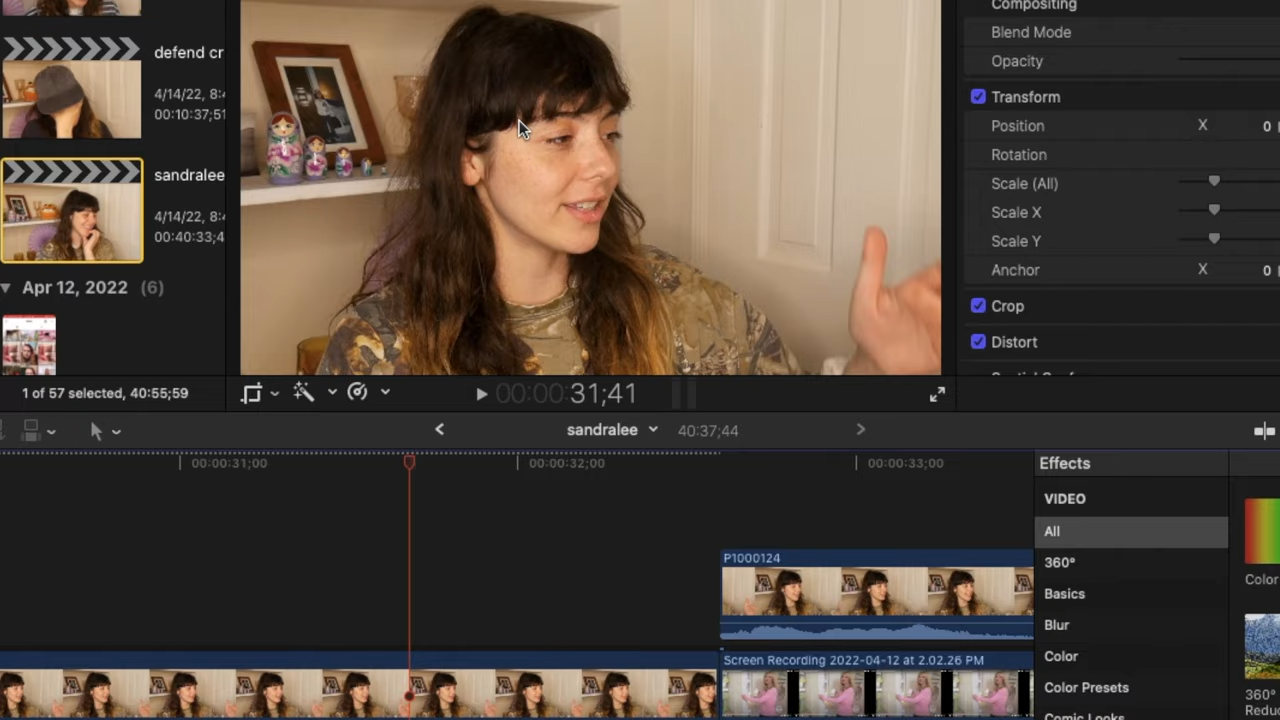 defend cr
4/14/22, 8:4
00:10:37;51
sandralee
4/14/22, 8:4
00:40:33;4
Apr 12, 2022 (6)
1 of 57 selected, 40:55:59
00:00:31;41
Compositing
Blend Mode
Opacity
Transform
Position X 0
Rotation
Scale (All)
Scale X
Scale Y
Anchor X 0
Crop
Distort
sandralee 40:37;44
00:00:31;00
00:00:32;00
00:00:33;00
P1000124
Screen Recording 2022-04-12 at 2.02.26 PM
Effects
VIDEO
All
360°
Basics
Blur
Color
Color Presets
Comic Looks
Color
360°
Redu